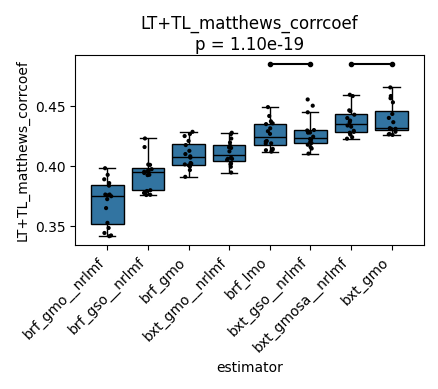 LT+TL_matthews_corrcoef
p = 1.10e-19
LT+TL_matthews_corrcoef
0.45
0.40
0.35
brf_gmo__nrlmf
brf_gso__nrlmf
brf_gmo
bxt_gmo__nrlmf
brf_lmo
bxt_gso__nrlmf
bxt_gmosa__nrlmf
bxt_gmo
estimator